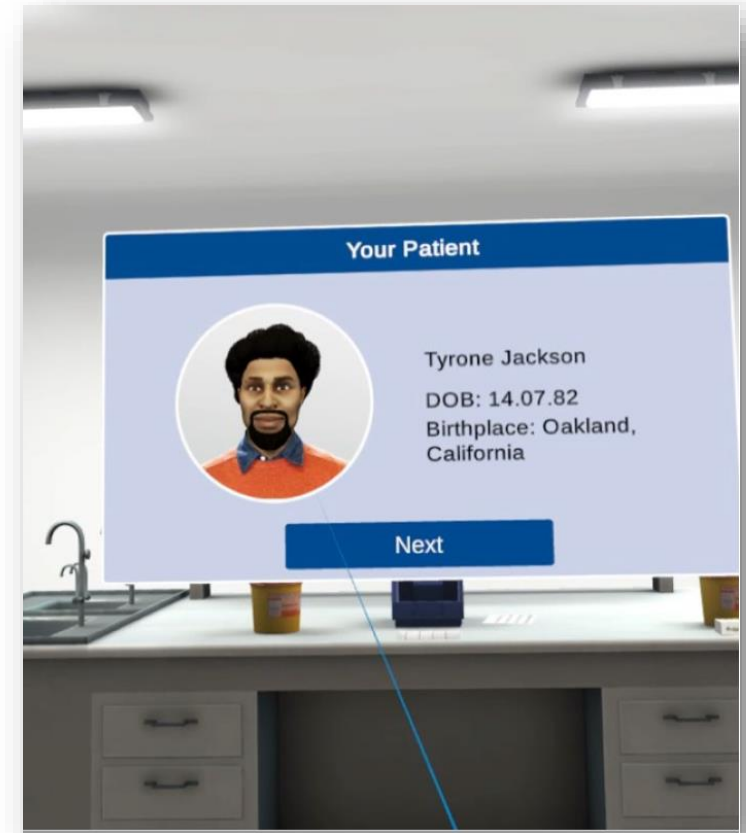 Your Patient
Tyrone Jackson
DOB: 14.07.82
Birthplace: Oakland,
California
Next